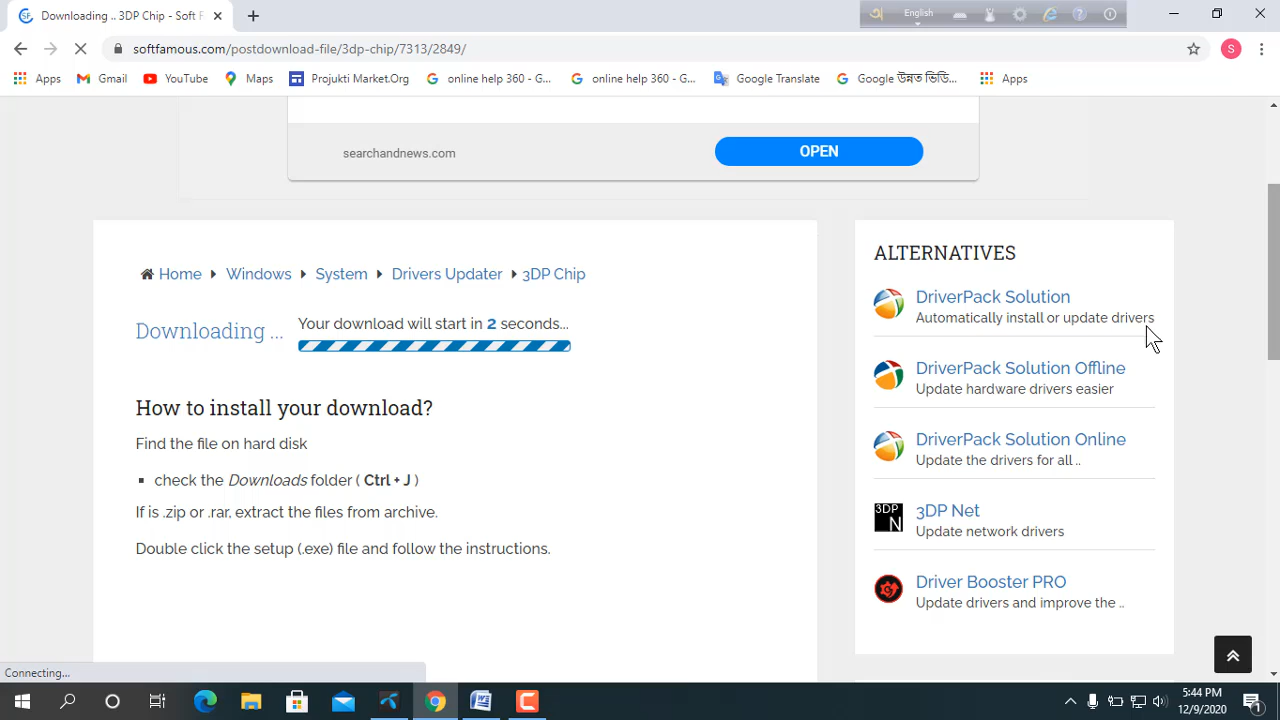 Downloading .. 3DP Chip - Soft F
English
softfamous.com/postdownload-file/3dp-chip/7313/2849/
S
Apps
Gmail
YouTube
Maps
Projukti Market.Org
online help 360 - G...
online help 360 - G...
Google Translate
Google উন্নত ভিডি...
Apps
searchandnews.com
OPEN
Home
Windows
System
Drivers Updater
3DP Chip
Downloading ...
Your download will start in 2 seconds...
How to install your download?
Find the file on hard disk
check the Downloads folder ( Ctrl + J )
If is .zip or .rar, extract the files from archive.
Double click the setup (.exe) file and follow the instructions.
ALTERNATIVES
DriverPack Solution
Automatically install or update drivers
DriverPack Solution Offline
Update hardware drivers easier
DriverPack Solution Online
Update the drivers for all ..
3DP
N
3DP Net
Update network drivers
Driver Booster PRO
Update drivers and improve the ..
Connecting...
5:44 PM
12/9/2020
1